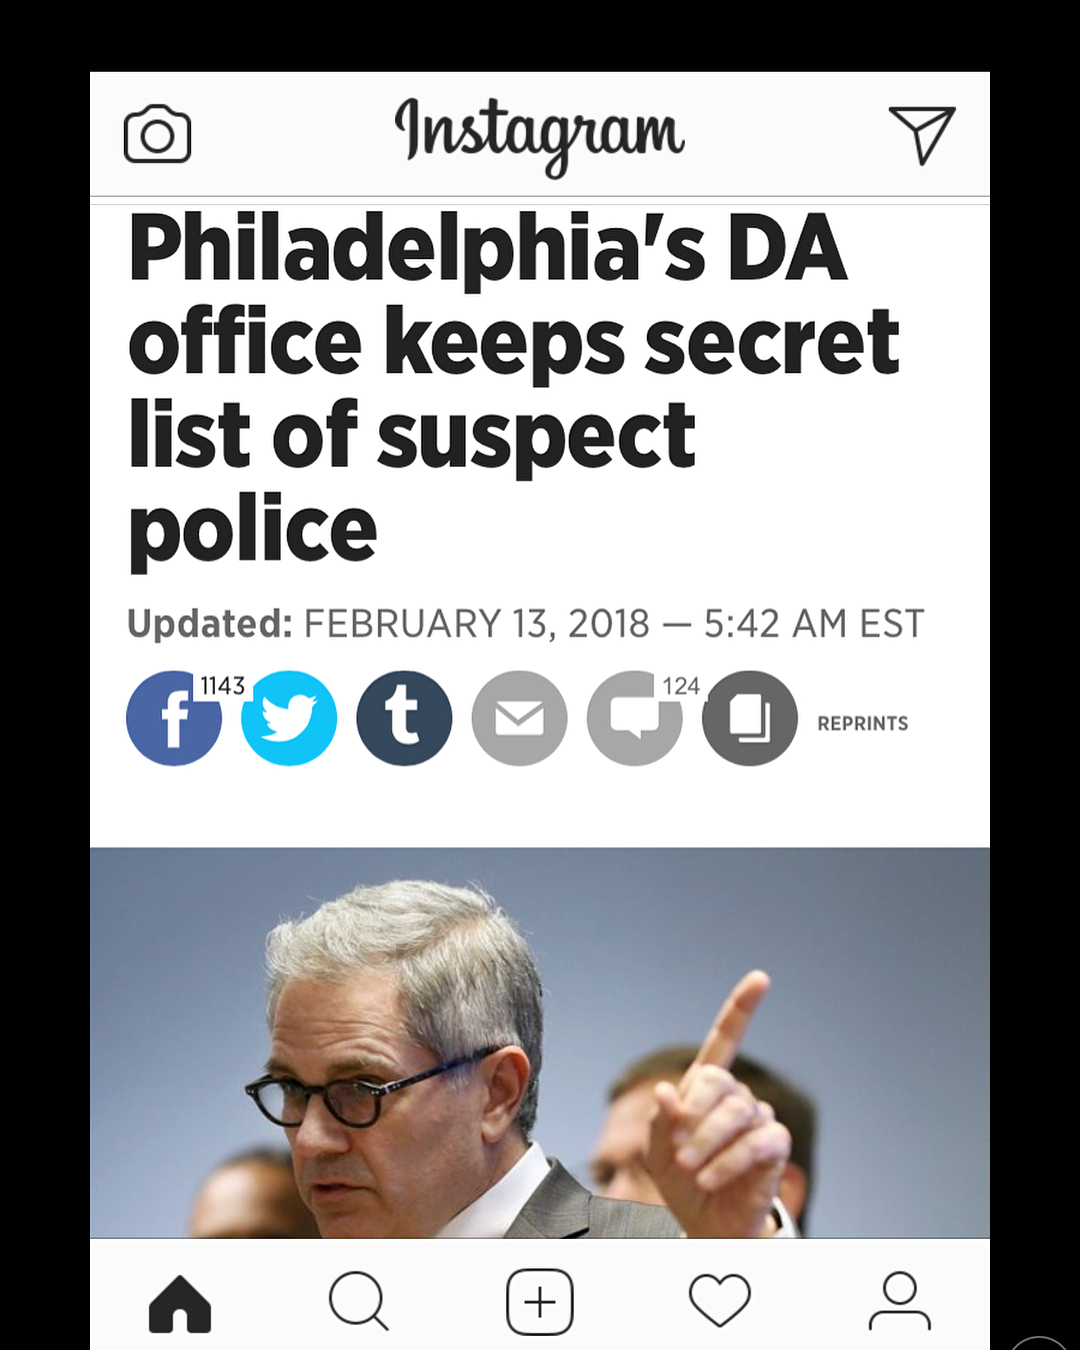 Instagram
Philadelphia's DA
office keeps secret
list of suspect
police
Updated: FEBRUARY 13, 2018 — 5:42 AM EST
1143
124
REPRINTS